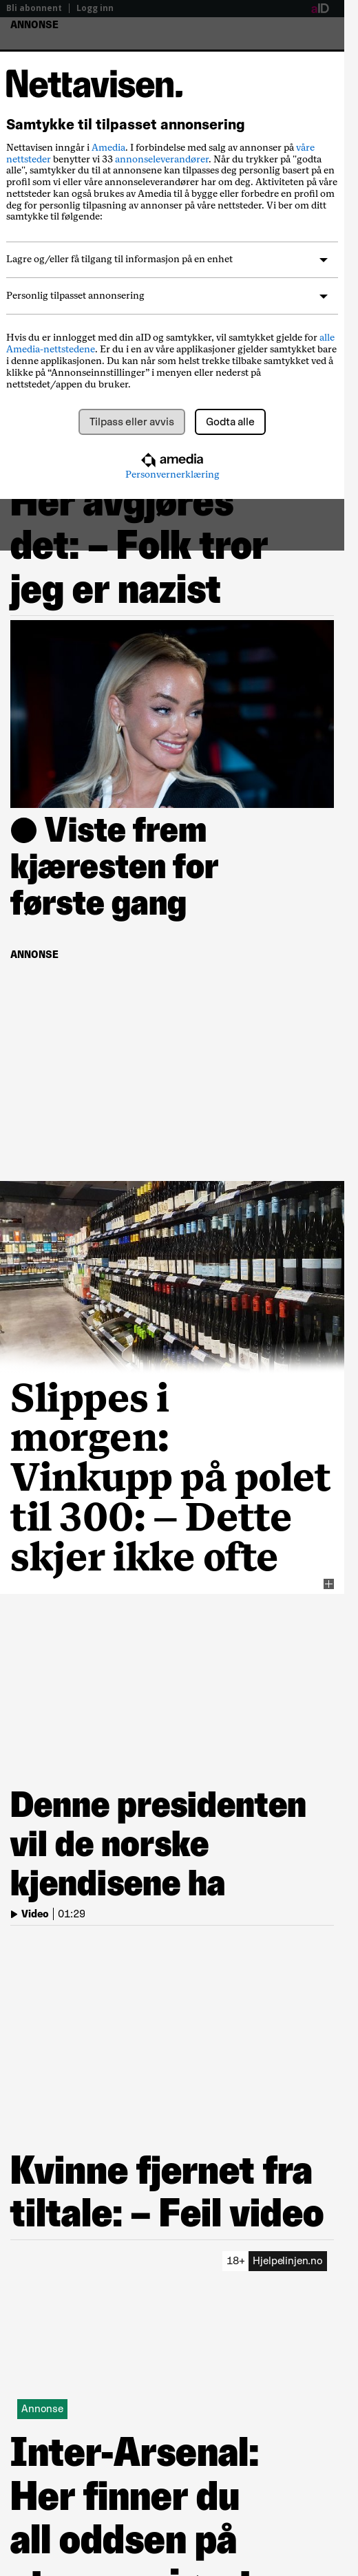 Bli abonnent | Logg inn aID
ANNONSE
Nettavisen.
Samtykke til tilpasset annonsering
Nettavisen inngår i Amedia. I forbindelse med salg av annonser på våre
nettsteder benytter vi 33 annonseleverandører. Når du trykker på "godta
alle", samtykker du til at annonsene kan tilpasses deg personlig basert på en
profil som vi eller våre annonseleverandører har om deg. Aktiviteten på våre
nettsteder kan også brukes av Amedia til å bygge eller forbedre en profil om
deg for personlig tilpasning av annonser på våre nettsteder. Vi ber om ditt
samtykke til følgende:
Lagre og/eller få tilgang til informasjon på en enhet
Personlig tilpasset annonsering
Hvis du er innlogget med din aID og samtykker, vil samtykket gjelde for alle
Amedia-nettstedene. Er du i en av våre applikasjoner gjelder samtykket bare
i denne applikasjonen. Du kan når som helst trekke tilbake samtykket ved å
klikke på “Annonseinnstillinger” i menyen eller nederst på
nettstedet/appen du bruker.
Tilpass eller avvis Godta alle
amedia
Personvernerklæring
Her avgjøres
det: – Folk tror
jeg er nazist
Viste frem
kjæresten for
første gang
ANNONSE
Slippes i
morgen:
Vinkupp på polet
til 300: – Dette
skjer ikke ofte
Denne presidenten
vil de norske
kjendisene ha
Video | 01:29
Kvinne fjernet fra
tiltale: – Feil video
18+ Hjelpelinjen.no
Annonse
Inter-Arsenal:
Her finner du
all oddsen på